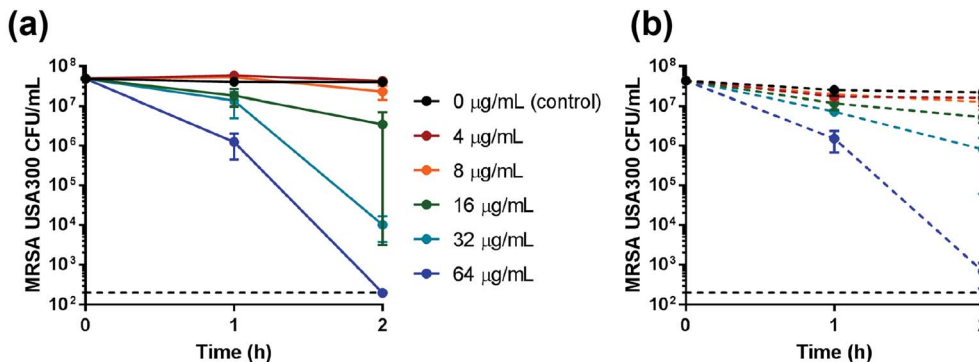 (a)
MRSA USA300 CFU/mL
10⁸
10⁷
10⁶
10⁵
10⁴
10³
10²
0
1
2
Time (h)
0 μg/mL (control)
4 μg/mL
8 μg/mL
16 μg/mL
32 μg/mL
64 μg/mL
(b)
MRSA USA300 CFU/mL
10⁸
10⁷
10⁶
10⁵
10⁴
10³
10²
0
1
Time (h)